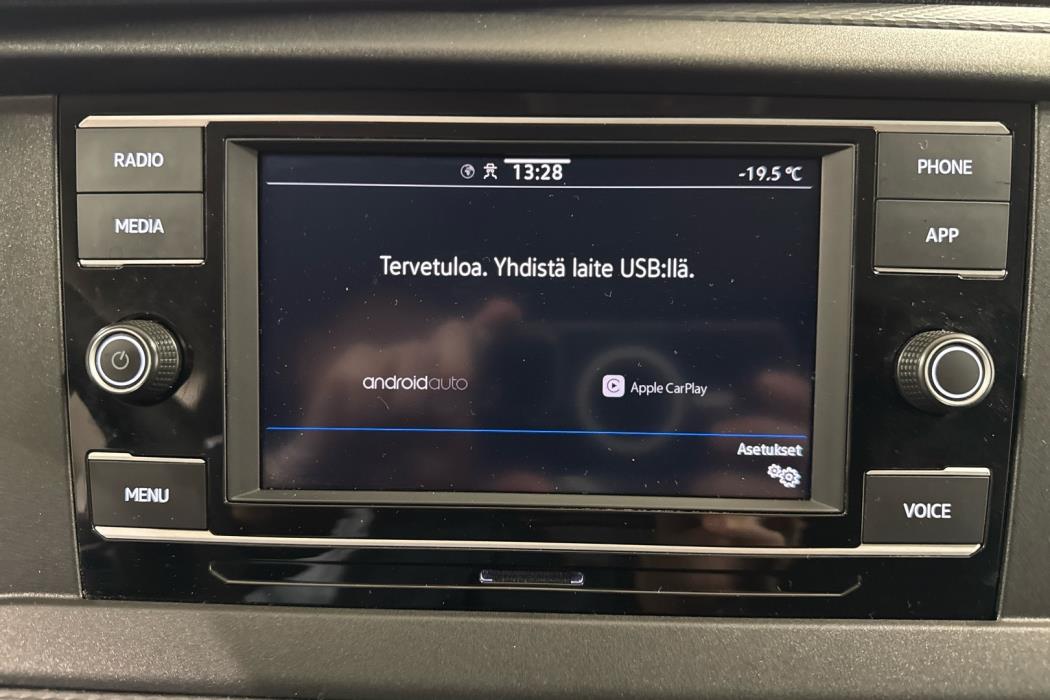 RADIO
MEDIA
MENU
13:28
-19.5 °C
Tervetuloa. Yhdistä laite USB:llä.
androidauto
Apple CarPlay
Asetukset
PHONE
APP
VOICE